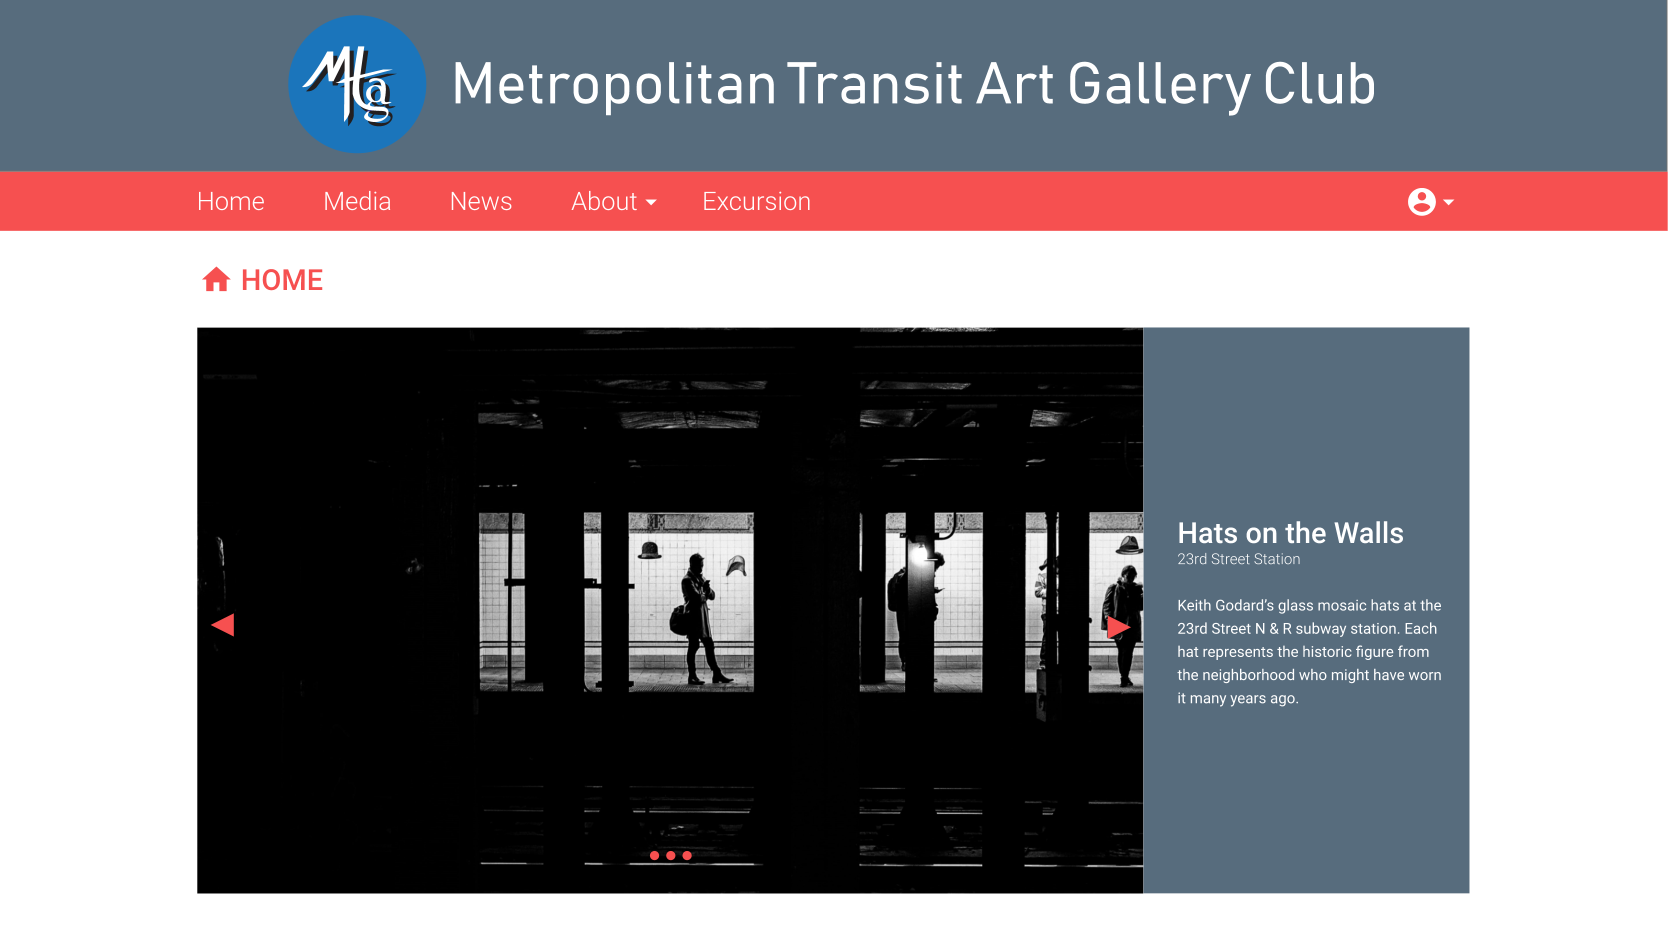 Mtag
Metropolitan Transit Art Gallery Club
Home Media News About Excursion
HOME
Hats on the Walls
23rd Street Station
Keith Godard’s glass mosaic hats at the
23rd Street N & R subway station. Each
hat represents the historic figure from
the neighborhood who might have worn
it many years ago.